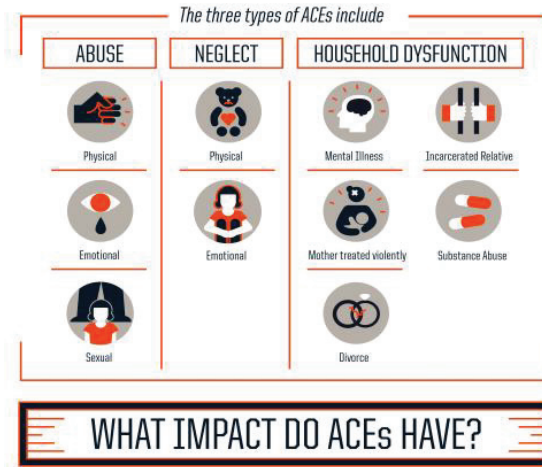 The three types of ACEs include
ABUSE
NEGLECT
HOUSEHOLD DYSFUNCTION
Physical
Physical
Mental Illness
Incarcerated Relative
Emotional
Emotional
Mother treated violently
Substance Abuse
Sexual
Divorce
WHAT IMPACT DO ACEs HAVE?